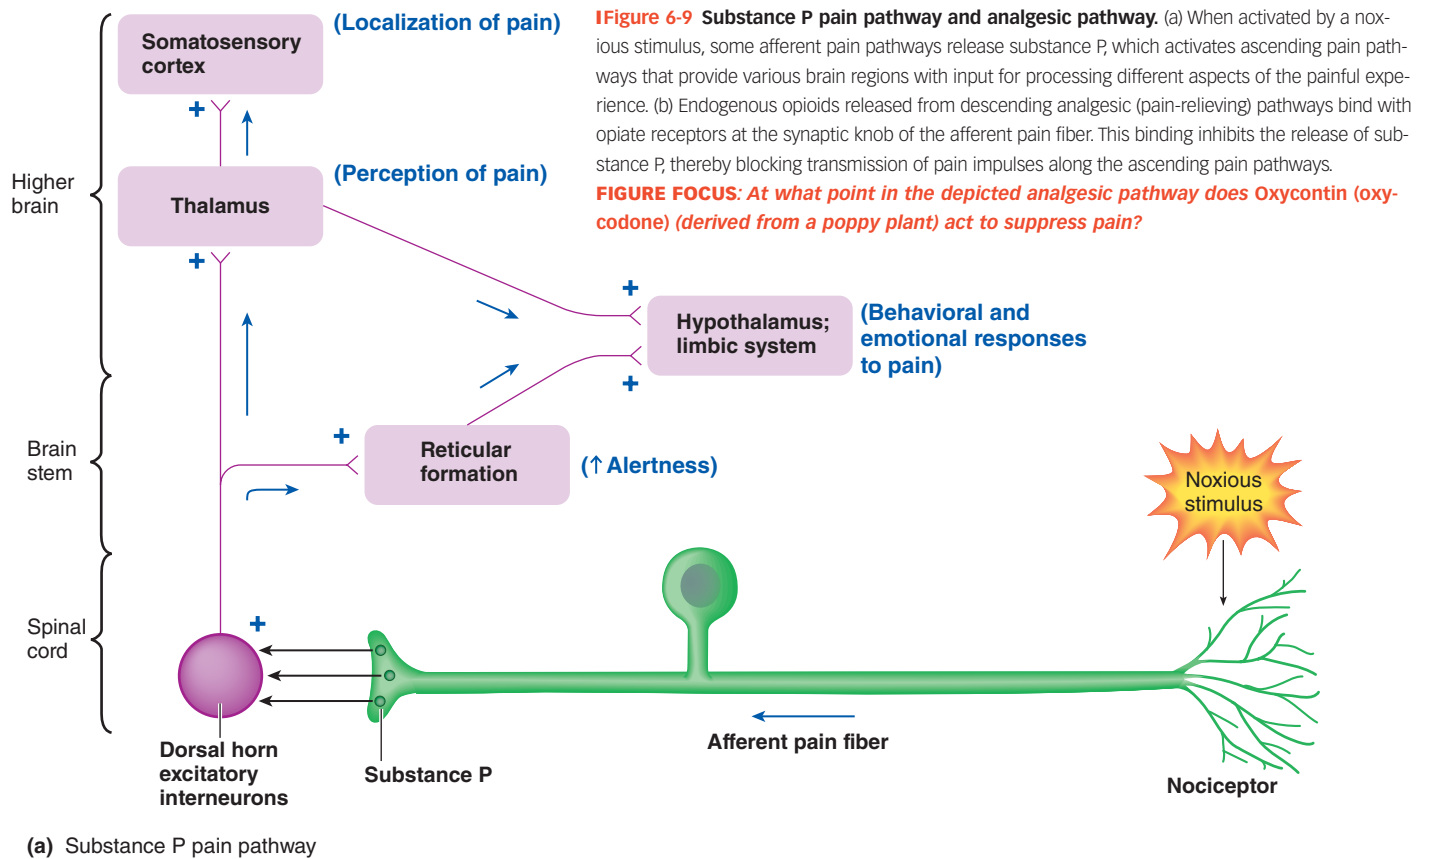 Somatosensory
cortex
(Localization of pain)
Figure 6-9 Substance P pain pathway and analgesic pathway. (a) When activated by a nox-
ious stimulus, some afferent pain pathways release substance P, which activates ascending pain path-
ways that provide various brain regions with input for processing different aspects of the painful expe-
rience. (b) Endogenous opioids released from descending analgesic (pain-relieving) pathways bind with
opiate receptors at the synaptic knob of the afferent pain fiber. This binding inhibits the release of sub-
stance P, thereby blocking transmission of pain impulses along the ascending pain pathways.
FIGURE FOCUS: At what point in the depicted analgesic pathway does Oxycontin (oxy-
codone) (derived from a poppy plant) act to suppress pain?
+
Higher
brain
Thalamus
(Perception of pain)
+
+
Hypothalamus;
limbic system
(Behavioral and
emotional responses
to pain)
+
Brain
stem
+
Reticular
formation
(↑ Alertness)
Noxious
stimulus
Spinal
cord
+
Dorsal horn
excitatory
interneurons
Substance P
Afferent pain fiber
Nociceptor
(a) Substance P pain pathway